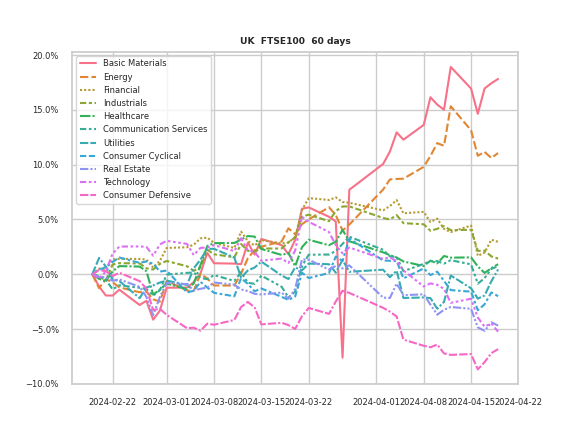 UK  FTSE100  60 days
20.0%
15.0%
10.0%
5.0%
0.0%
−5.0%
−10.0%
Basic Materials
Energy
Financial
Industrials
Healthcare
Communication Services
Utilities
Consumer Cyclical
Real Estate
Technology
Consumer Defensive
2024-02-22
2024-03-01
2024-03-08
2024-03-15
2024-03-22
2024-04-01
2024-04-08
2024-04-15
2024-04-22